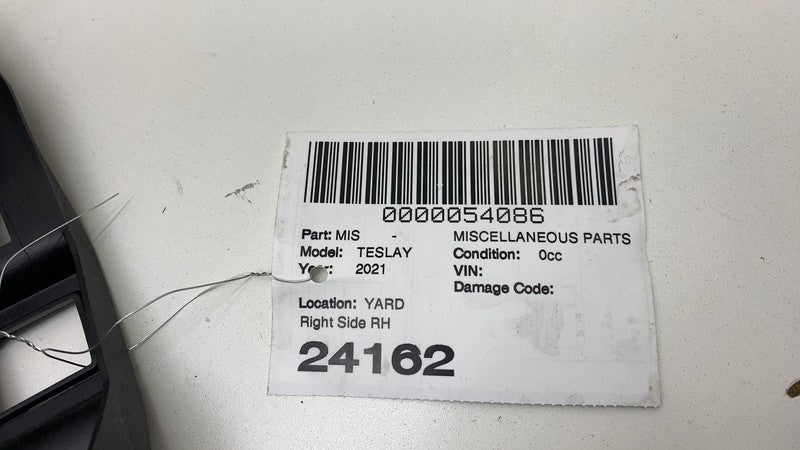 0000054086
Part: MIS - MISCELLANEOUS PARTS
Model: TESLAY Condition: 0cc
Year: 2021 VIN:
Damage Code:
Location: YARD
Right Side RH
24162